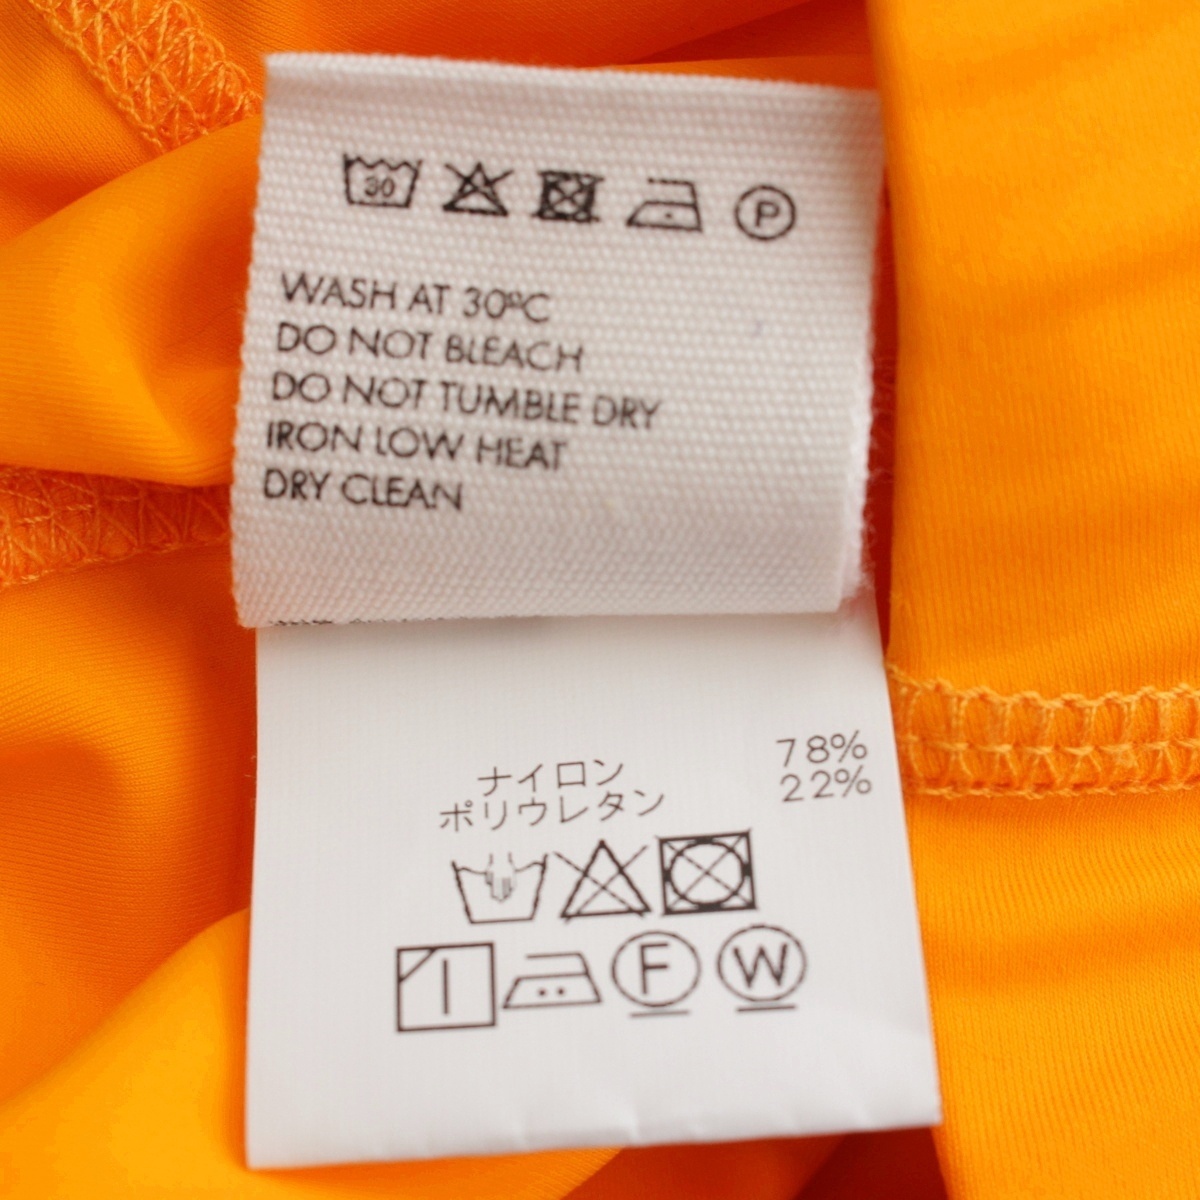 30
P
WASH AT 30ºC
DO NOT BLEACH
DO NOT TUMBLE DRY
IRON LOW HEAT
DRY CLEAN
ナイロン 78%
ポリウレタン 22%
F W